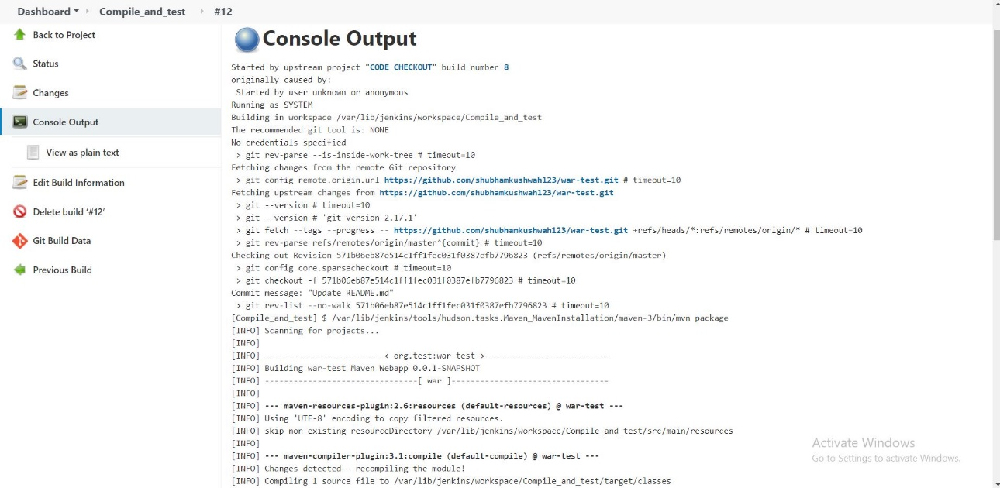 Dashboard Compile_and_test #12
Back to Project
Status
Changes
Console Output
View as plain text
Edit Build Information
Delete build ‘#12’
Git Build Data
Previous Build
Console Output
Started by upstream project "CODE CHECKOUT" build number 8
originally caused by:
Started by user unknown or anonymous
Running as SYSTEM
Building in workspace /var/lib/jenkins/workspace/Compile_and_test
The recommended git tool is: NONE
No credentials specified
> git rev-parse --is-inside-work-tree # timeout=10
Fetching changes from the remote Git repository
> git config remote.origin.url https://github.com/shubhamkushwah123/war-test.git # timeout=10
Fetching upstream changes from https://github.com/shubhamkushwah123/war-test.git
> git --version # timeout=10
> git --version # 'git version 2.17.1'
> git fetch --tags --progress -- https://github.com/shubhamkushwah123/war-test.git +refs/heads/*:refs/remotes/origin/* # timeout=10
> git rev-parse refs/remotes/origin/master^{commit} # timeout=10
Checking out Revision 571b06eb87e514c1ff1fec031f0387efb7796823 (refs/remotes/origin/master)
> git config core.sparsecheckout # timeout=10
> git checkout -f 571b06eb87e514c1ff1fec031f0387efb7796823 # timeout=10
Commit message: "Update README.md"
> git rev-list --no-walk 571b06eb87e514c1ff1fec031f0387efb7796823 # timeout=10
[Compile_and_test] $ /var/lib/jenkins/tools/hudson.tasks.Maven_MavenInstallation/maven-3/bin/mvn package
[INFO] Scanning for projects...
[INFO]
[INFO] -------------------------< org.test:war-test >--------------------------
[INFO] Building war-test Maven Webapp 0.0.1-SNAPSHOT
[INFO] --------------------------------[ war ]---------------------------------
[INFO]
[INFO] --- maven-resources-plugin:2.6:resources (default-resources) @ war-test ---
[INFO] Using 'UTF-8' encoding to copy filtered resources.
[INFO] skip non existing resourceDirectory /var/lib/jenkins/workspace/Compile_and_test/src/main/resources
[INFO]
[INFO] --- maven-compiler-plugin:3.1:compile (default-compile) @ war-test ---
[INFO] Changes detected - recompiling the module!
[INFO] Compiling 1 source file to /var/lib/jenkins/workspace/Compile_and_test/target/classes
Activate Windows
Go to Settings to activate Windows.